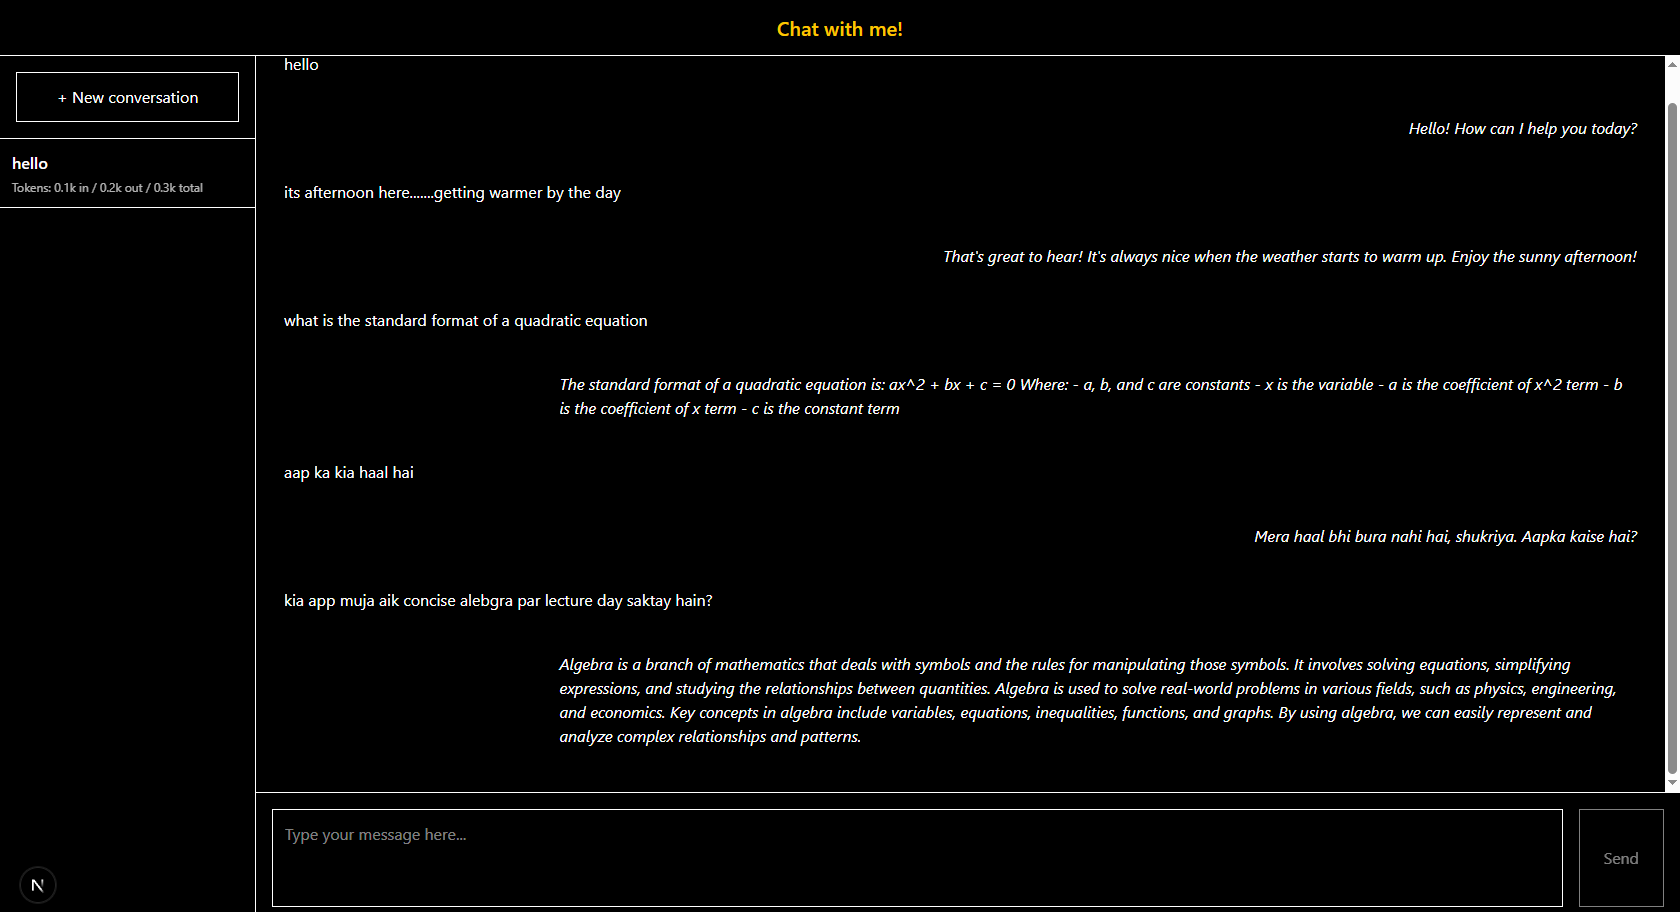 Chat with me!
+ New conversation
hello
Tokens: 0.1k in / 0.2k out / 0.3k total
hello
Hello! How can I help you today?
its afternoon here.......getting warmer by the day
That's great to hear! It's always nice when the weather starts to warm up. Enjoy the sunny afternoon!
what is the standard format of a quadratic equation
The standard format of a quadratic equation is: ax^2 + bx + c = 0 Where: - a, b, and c are constants - x is the variable - a is the coefficient of x^2 term - b
is the coefficient of x term - c is the constant term
aap ka kia haal hai
Mera haal bhi bura nahi hai, shukriya. Aapka kaise hai?
kia app muja aik concise alebgra par lecture day saktay hain?
Algebra is a branch of mathematics that deals with symbols and the rules for manipulating those symbols. It involves solving equations, simplifying
expressions, and studying the relationships between quantities. Algebra is used to solve real-world problems in various fields, such as physics, engineering,
and economics. Key concepts in algebra include variables, equations, inequalities, functions, and graphs. By using algebra, we can easily represent and
analyze complex relationships and patterns.
Type your message here...
Send
N